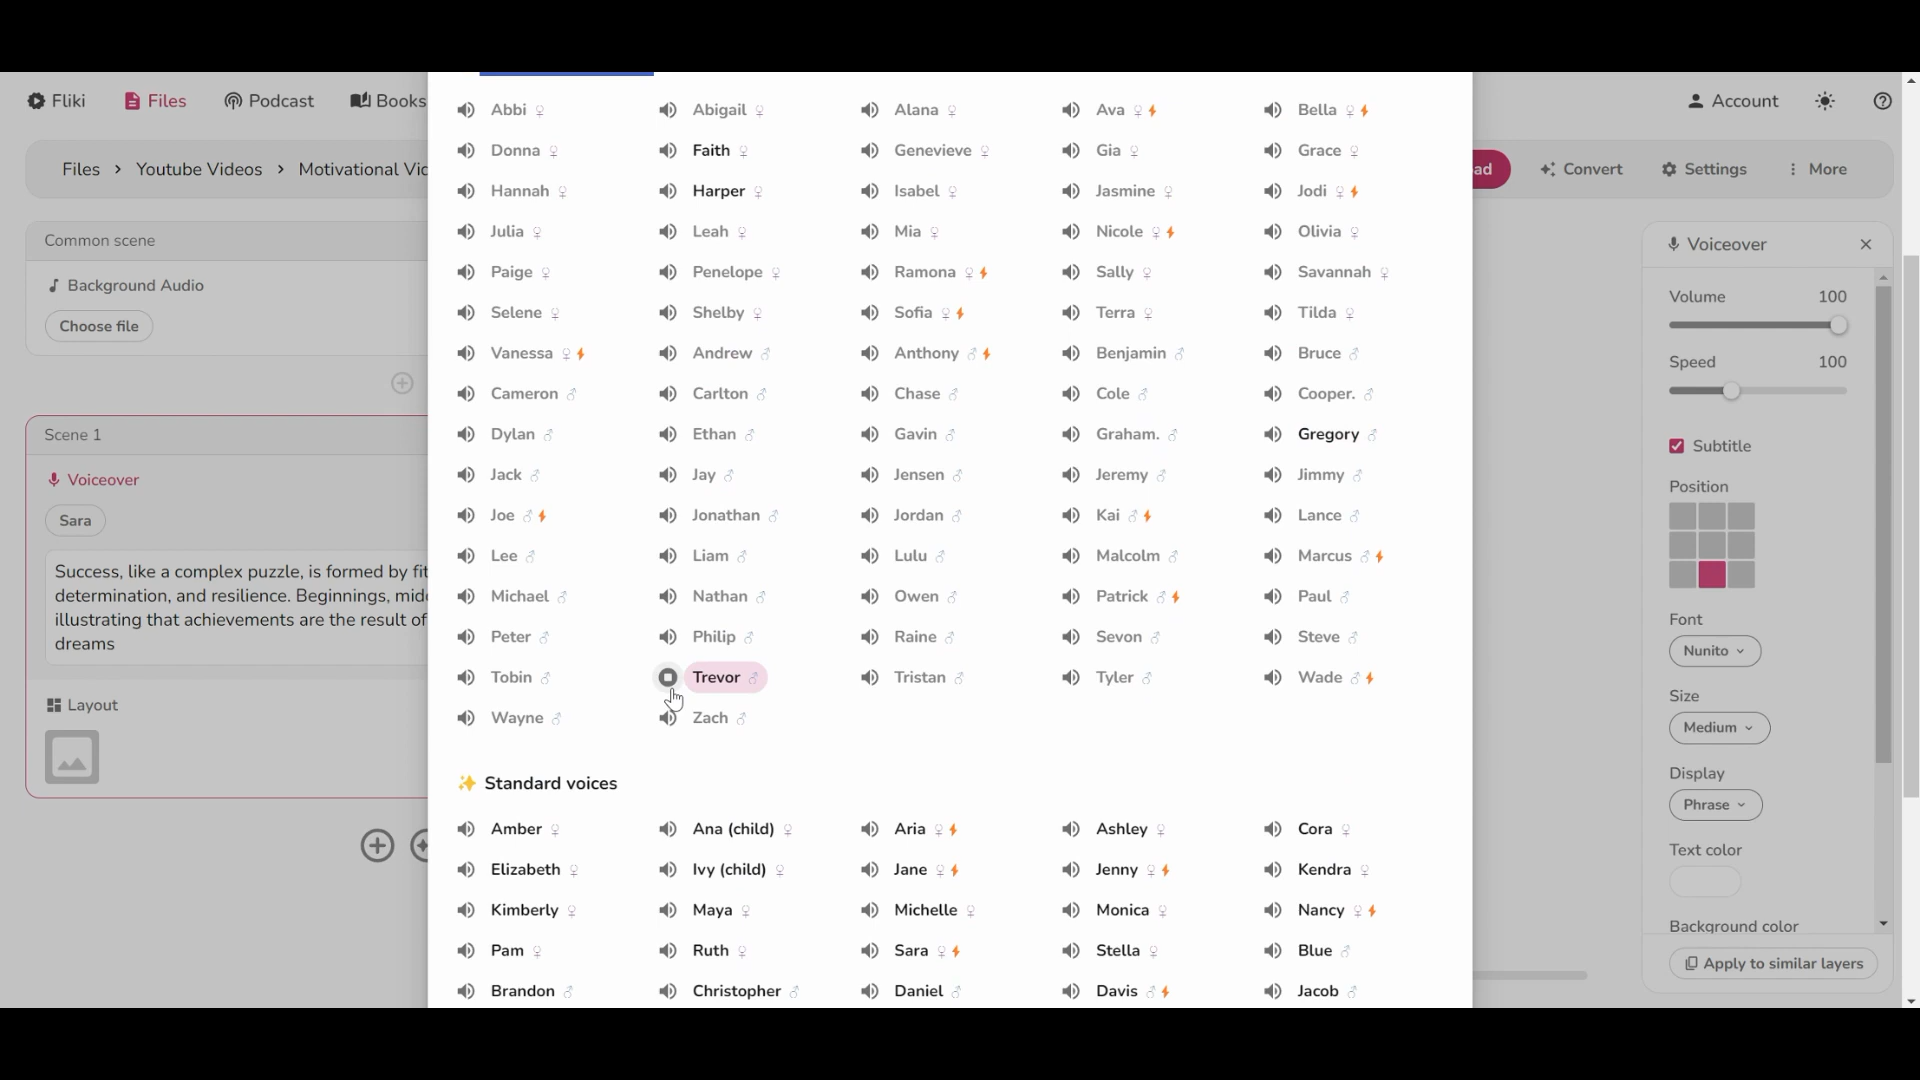 Fliki Files Podcast Books Account
Files > Youtube Videos > Motivational Vic ad Convert Settings More
Common scene
Background Audio
Choose file
Scene 1
Voiceover
Sara
Success, like a complex puzzle, is formed by fit
determination, and resilience. Beginnings, midd
illustrating that achievements are the result of
dreams
Layout
Abbi Abigail Alana Ava Bella
Donna Faith Genevieve Gia Grace
Hannah Harper Isabel Jasmine Jodi
Julia Leah Mia Nicole Olivia
Paige Penelope Ramona Sally Savannah
Selene Shelby Sofia Terra Tilda
Vanessa Andrew Anthony Benjamin Bruce
Cameron Carlton Chase Cole Cooper.
Dylan Ethan Gavin Graham. Gregory
Jack Jay Jensen Jeremy Jimmy
Joe Jonathan Jordan Kai Lance
Lee Liam Lulu Malcolm Marcus
Michael Nathan Owen Patrick Paul
Peter Philip Raine Sevon Steve
Tobin Trevor Tristan Tyler Wade
Wayne Zach
Standard voices
Amber Ana (child) Aria Ashley Cora
Elizabeth Ivy (child) Jane Jenny Kendra
Kimberly Maya Michelle Monica Nancy
Pam Ruth Sara Stella Blue
Brandon Christopher Daniel Davis Jacob
Voiceover
Volume 100
Speed 100
Subtitle
Position
Font
Nunito
Size
Medium
Display
Phrase
Text color
Background color
Apply to similar layers